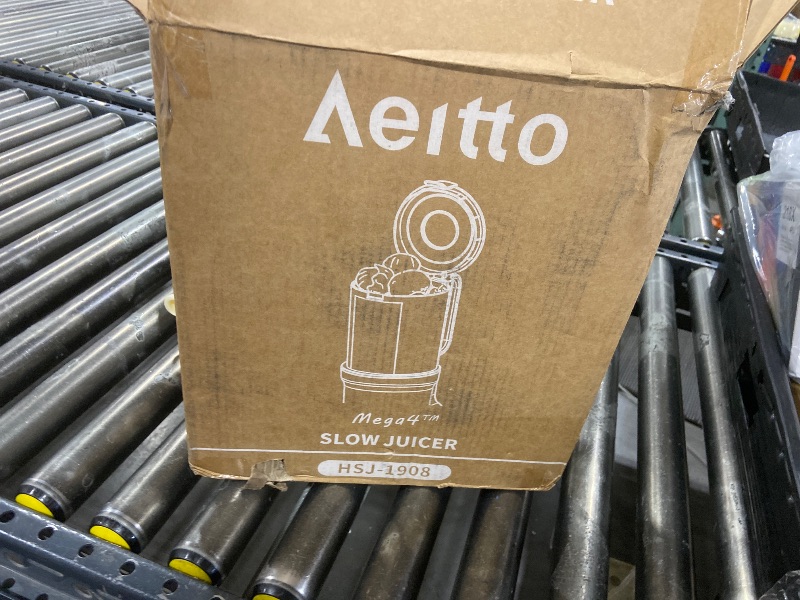 Aeitto
Mega4™
SLOW JUICER
HSJ-1908